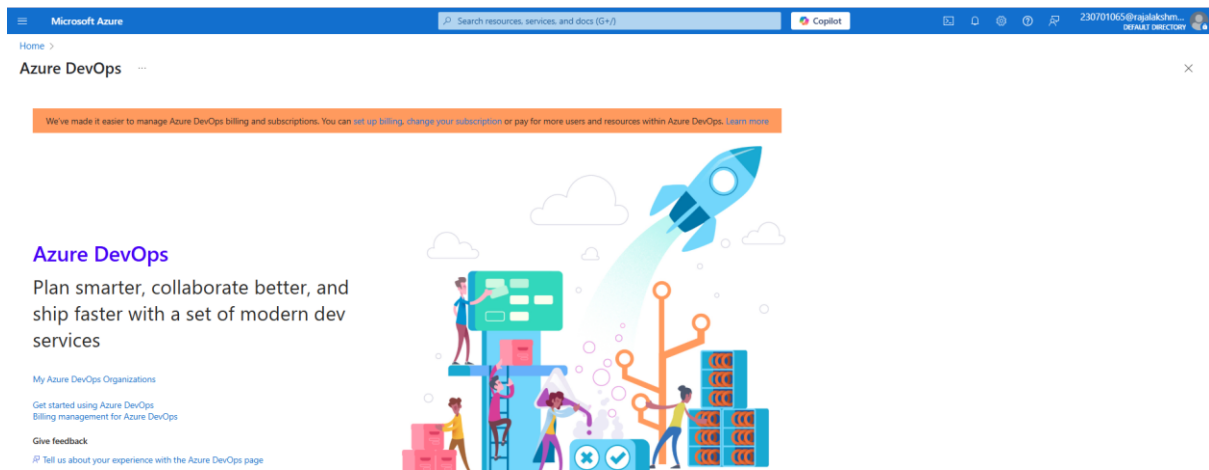 Microsoft Azure
Search resources, services, and docs (G+/)
Copilot
230701065@rajalakshm...
DEFAULT DIRECTORY
Home >
Azure DevOps ...
We've made it easier to manage Azure DevOps billing and subscriptions. You can set up billing, change your subscription or pay for more users and resources within Azure DevOps. Learn more
Azure DevOps
Plan smarter, collaborate better, and
ship faster with a set of modern dev
services
My Azure DevOps Organizations
Get started using Azure DevOps
Billing management for Azure DevOps
Give feedback
Tell us about your experience with the Azure DevOps page